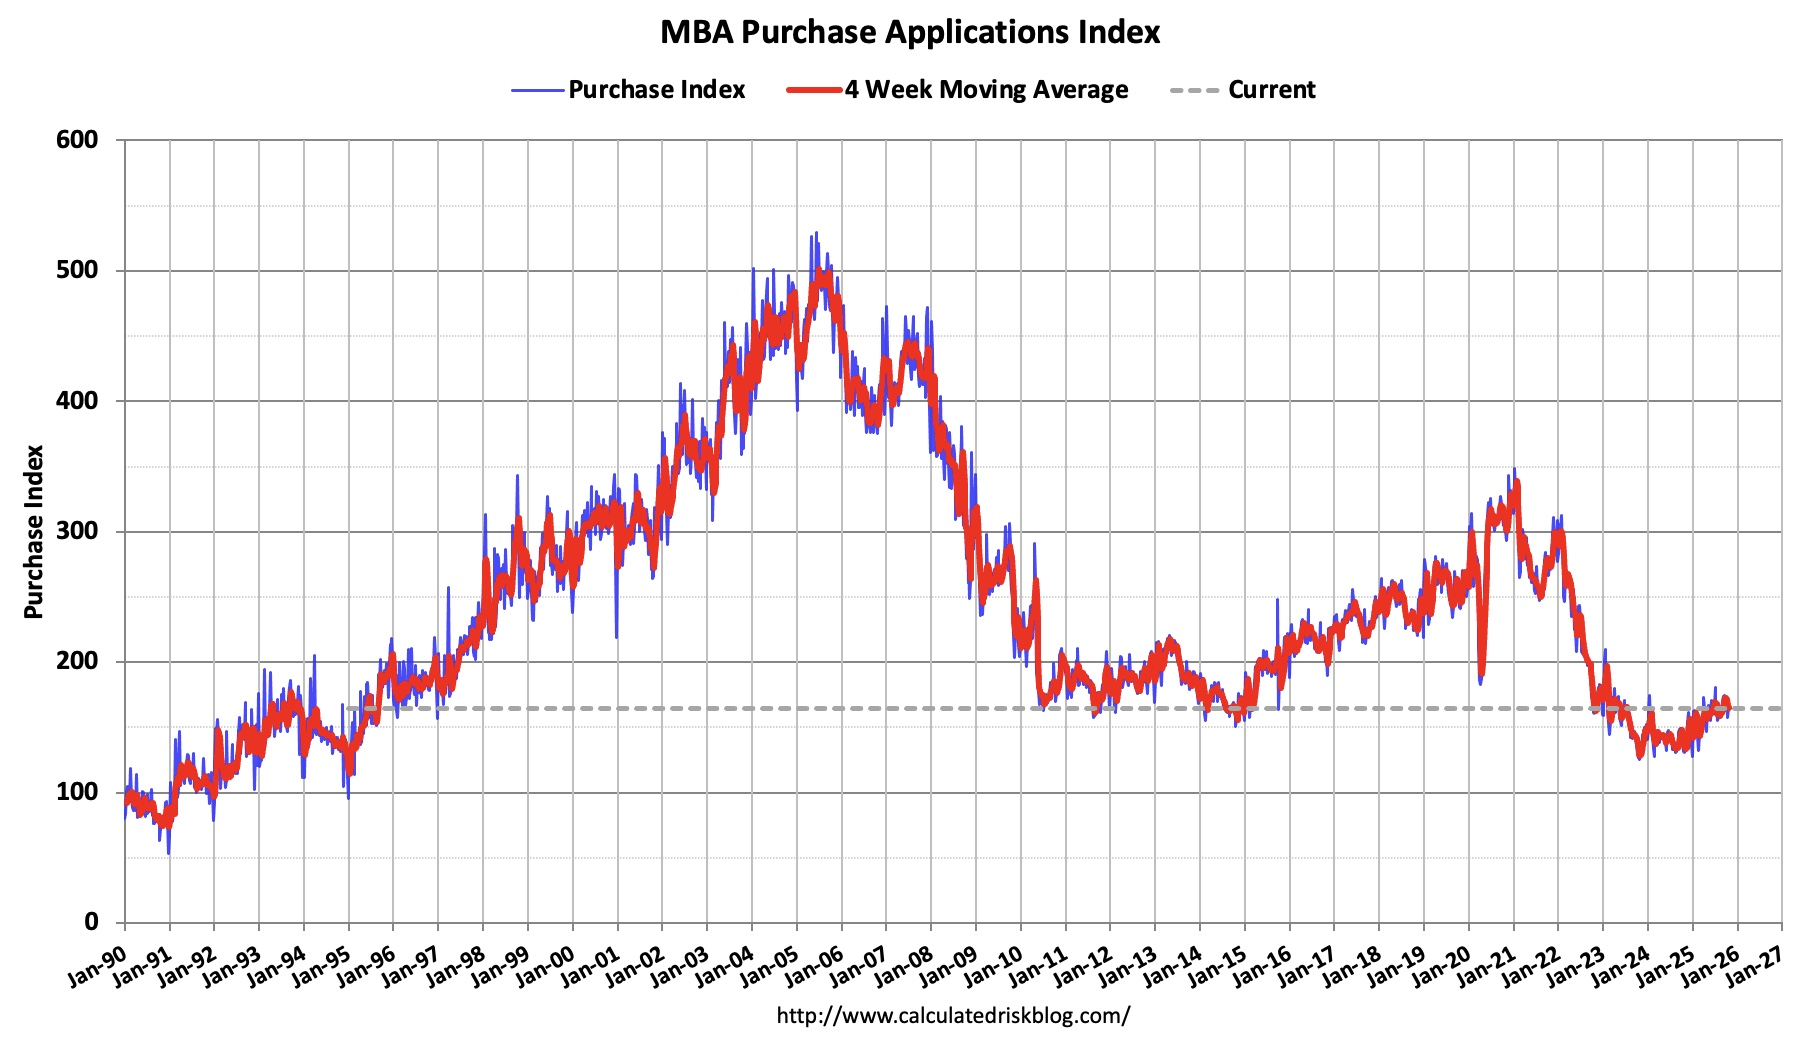 MBA Purchase Applications Index
Purchase Index 4 Week Moving Average Current
600
500
400
300
200
100
0
Purchase Index
Jan-90 Jan-91 Jan-92 Jan-93 Jan-94 Jan-95 Jan-96 Jan-97 Jan-98 Jan-99 Jan-00 Jan-01 Jan-02 Jan-03 Jan-04 Jan-05 Jan-06 Jan-07 Jan-08 Jan-09 Jan-10 Jan-11 Jan-12 Jan-13 Jan-14 Jan-15 Jan-16 Jan-17 Jan-18 Jan-19 Jan-20 Jan-21 Jan-22 Jan-23 Jan-24 Jan-25 Jan-26 Jan-27
http://www.calculatedriskblog.com/